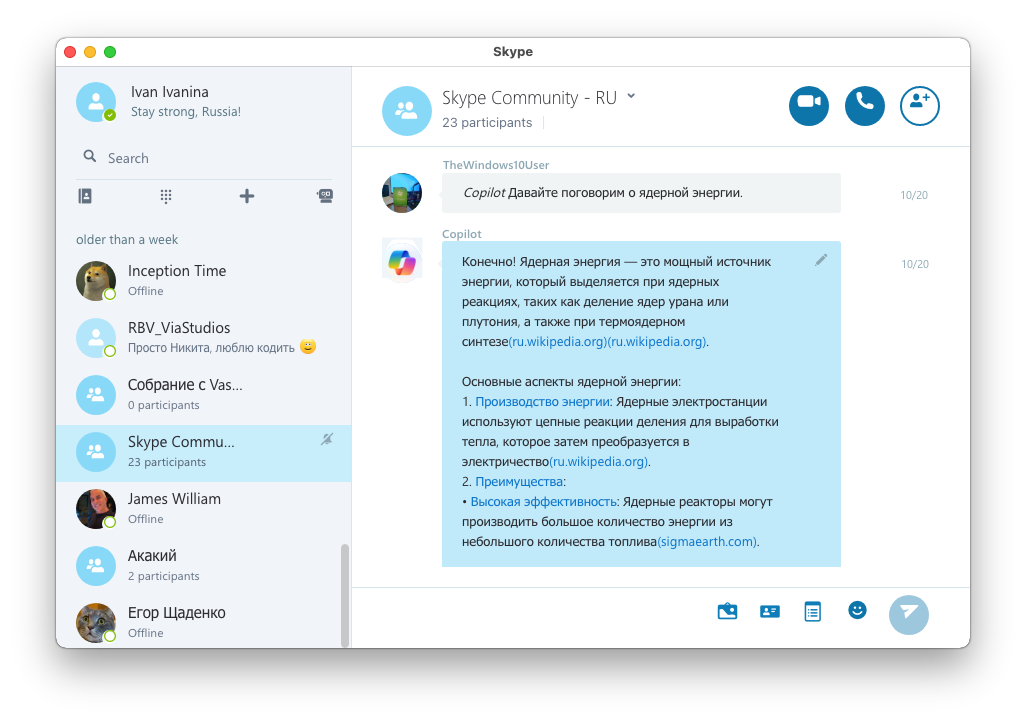 Skype
Ivan Ivanina
Stay strong, Russia!
Search
older than a week
Inception Time
Offline
RBV_ViaStudios
Просто Никита, люблю кодить
Собрание с Vas...
0 participants
Skype Commu...
23 participants
James William
Offline
Акакий
2 participants
Егор Щаденко
Offline
Skype Community - RU
23 participants
TheWindows10User
Copilot Давайте поговорим о ядерной энергии.
10/20
Copilot
10/20
Конечно! Ядерная энергия — это мощный источник
энергии, который выделяется при ядерных
реакциях, таких как деление ядер урана или
плутония, а также при термоядерном
синтезе(ru.wikipedia.org)(ru.wikipedia.org).
Основные аспекты ядерной энергии:
1. Производство энергии: Ядерные электростанции
используют цепные реакции деления для выработки
тепла, которое затем преобразуется в
электричество(ru.wikipedia.org).
2. Преимущества:
• Высокая эффективность: Ядерные реакторы могут
производить большое количество энергии из
небольшого количества топлива(sigmaearth.com).